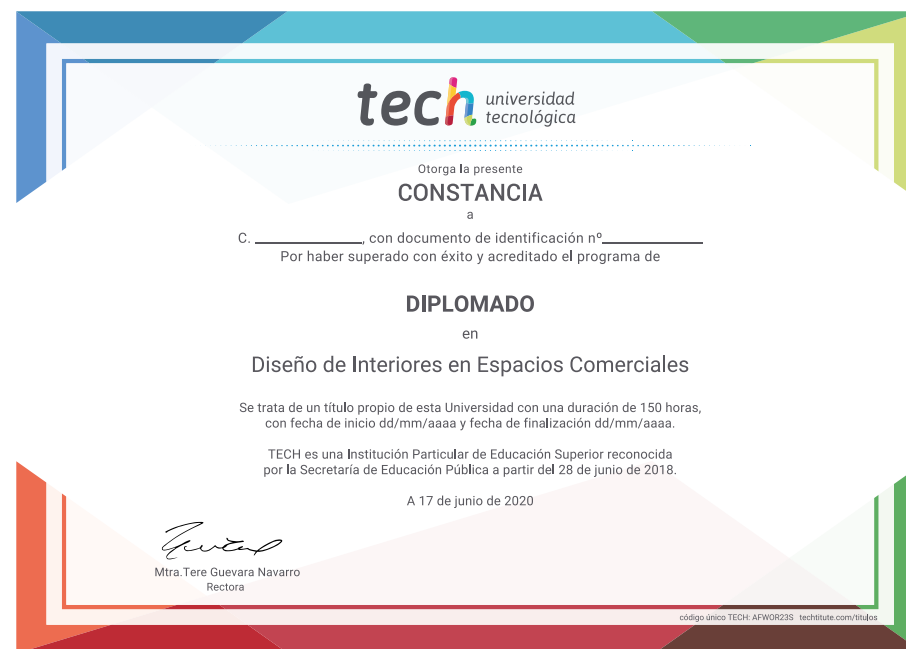 tech universidad
tecnológica
Otorga la presente
CONSTANCIA
a
C. ____________, con documento de identificación nº____________
Por haber superado con éxito y acreditado el programa de
DIPLOMADO
en
Diseño de Interiores en Espacios Comerciales
Se trata de un título propio de esta Universidad con una duración de 150 horas,
con fecha de inicio dd/mm/aaaa y fecha de finalización dd/mm/aaaa.
TECH es una Institución Particular de Educación Superior reconocida
por la Secretaría de Educación Pública a partir del 28 de junio de 2018.
A 17 de junio de 2020
Mtra.Tere Guevara Navarro
Rectora
código único TECH: AFWOR23S techtitute.com/titulos